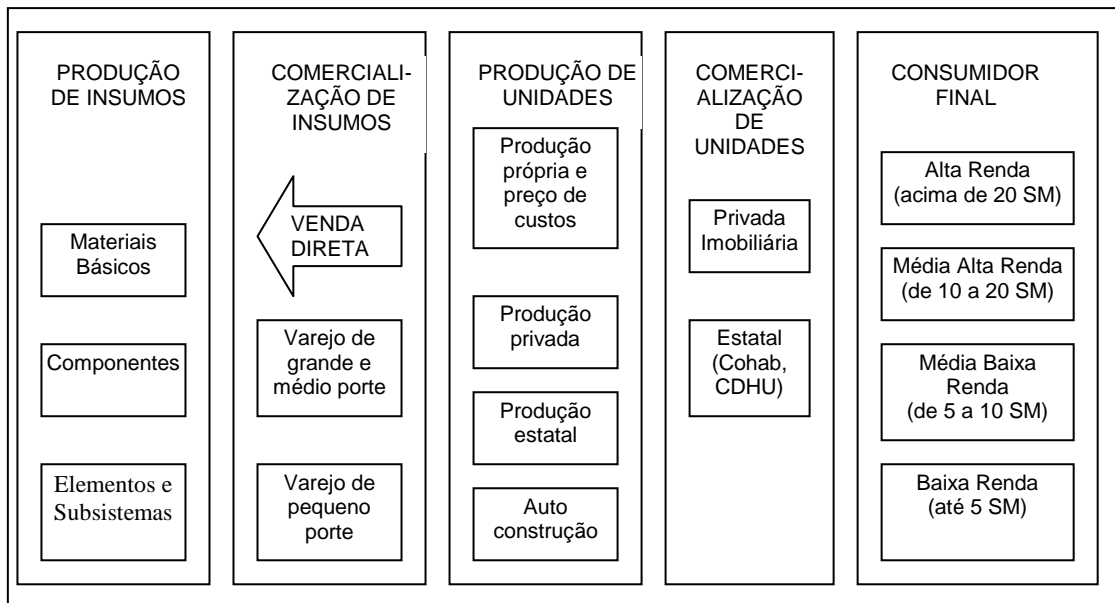 PRODUÇÃO
DE INSUMOS
Materiais
Básicos
Componentes
Elementos e
Subsistemas
COMERCIALI-
ZAÇÃO DE
INSUMOS
VENDA
DIRETA
Varejo de
grande e
médio porte
Varejo de
pequeno
porte
PRODUÇÃO DE
UNIDADES
Produção
própria e
preço de
custos
Produção
privada
Produção
estatal
Auto
construção
COMERCI-
ALIZAÇÃO
DE
UNIDADES
Privada
Imobiliária
Estatal
(Cohab,
CDHU)
CONSUMIDOR
FINAL
Alta Renda
(acima de 20 SM)
Média Alta Renda
(de 10 a 20 SM)
Média Baixa
Renda
(de 5 a 10 SM)
Baixa Renda
(até 5 SM)